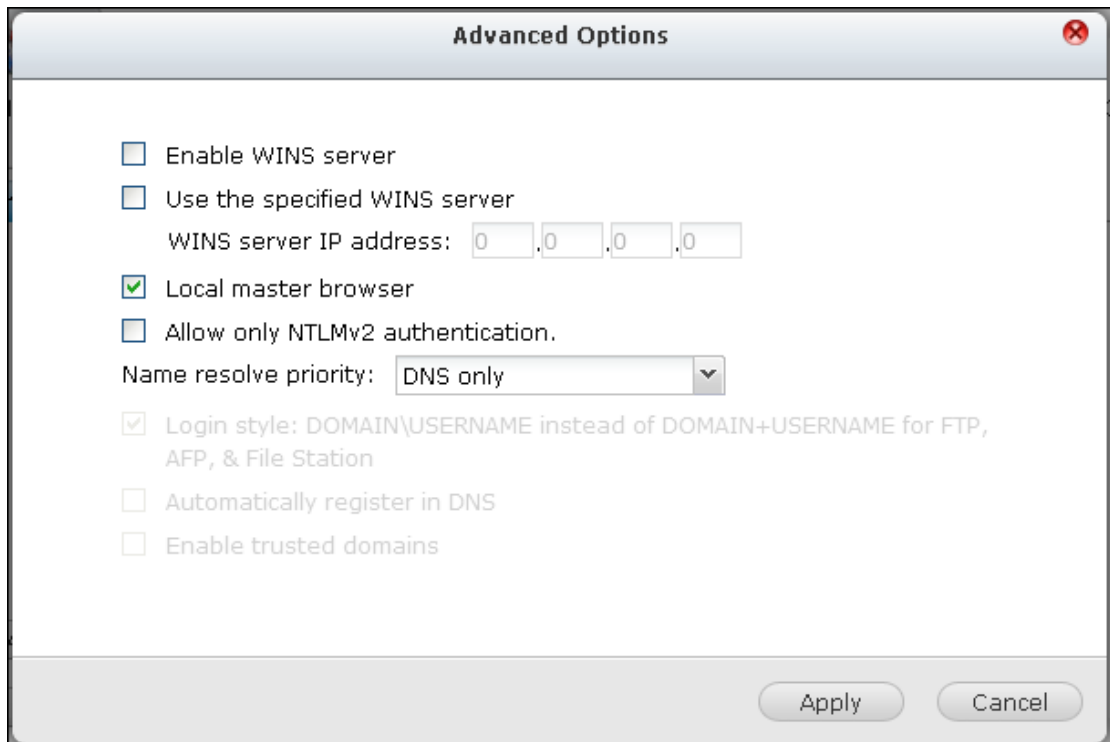 Advanced Options
Enable WINS server
Use the specified WINS server
WINS server IP address: 0 .0 .0 .0
Local master browser
Allow only NTLMv2 authentication.
Name resolve priority: DNS only
Login style: DOMAIN\USERNAME instead of DOMAIN+USERNAME for FTP,
AFP, & File Station
Automatically register in DNS
Enable trusted domains
Apply Cancel